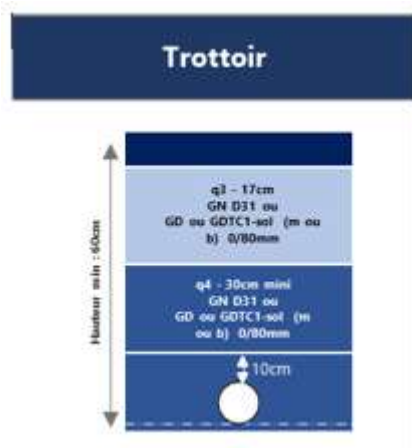 Trottoir
Hauteur min : 60cm
q3 - 17cm
GN D31 ou
GD ou GDTC1-sol (m ou
b) 0/80mm
q4 - 30cm mini
GN D31 ou
GD ou GDTC1-sol (m
ou b) 0/80mm
10cm